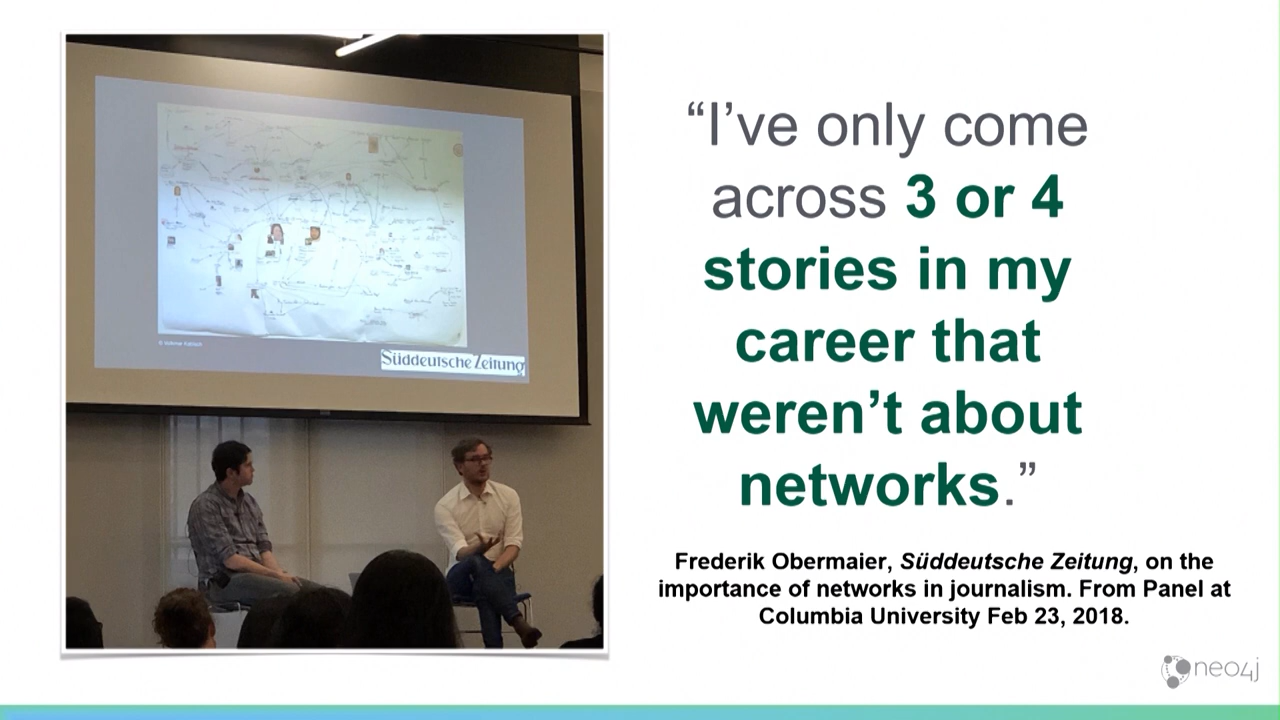 “I’ve only come
across 3 or 4
stories in my
career that
weren’t about
networks.”
Frederik Obermaier, Süddeutsche Zeitung, on the
importance of networks in journalism. From Panel at
Columbia University Feb 23, 2018.
Süddeutsche Zeitung
neo4j